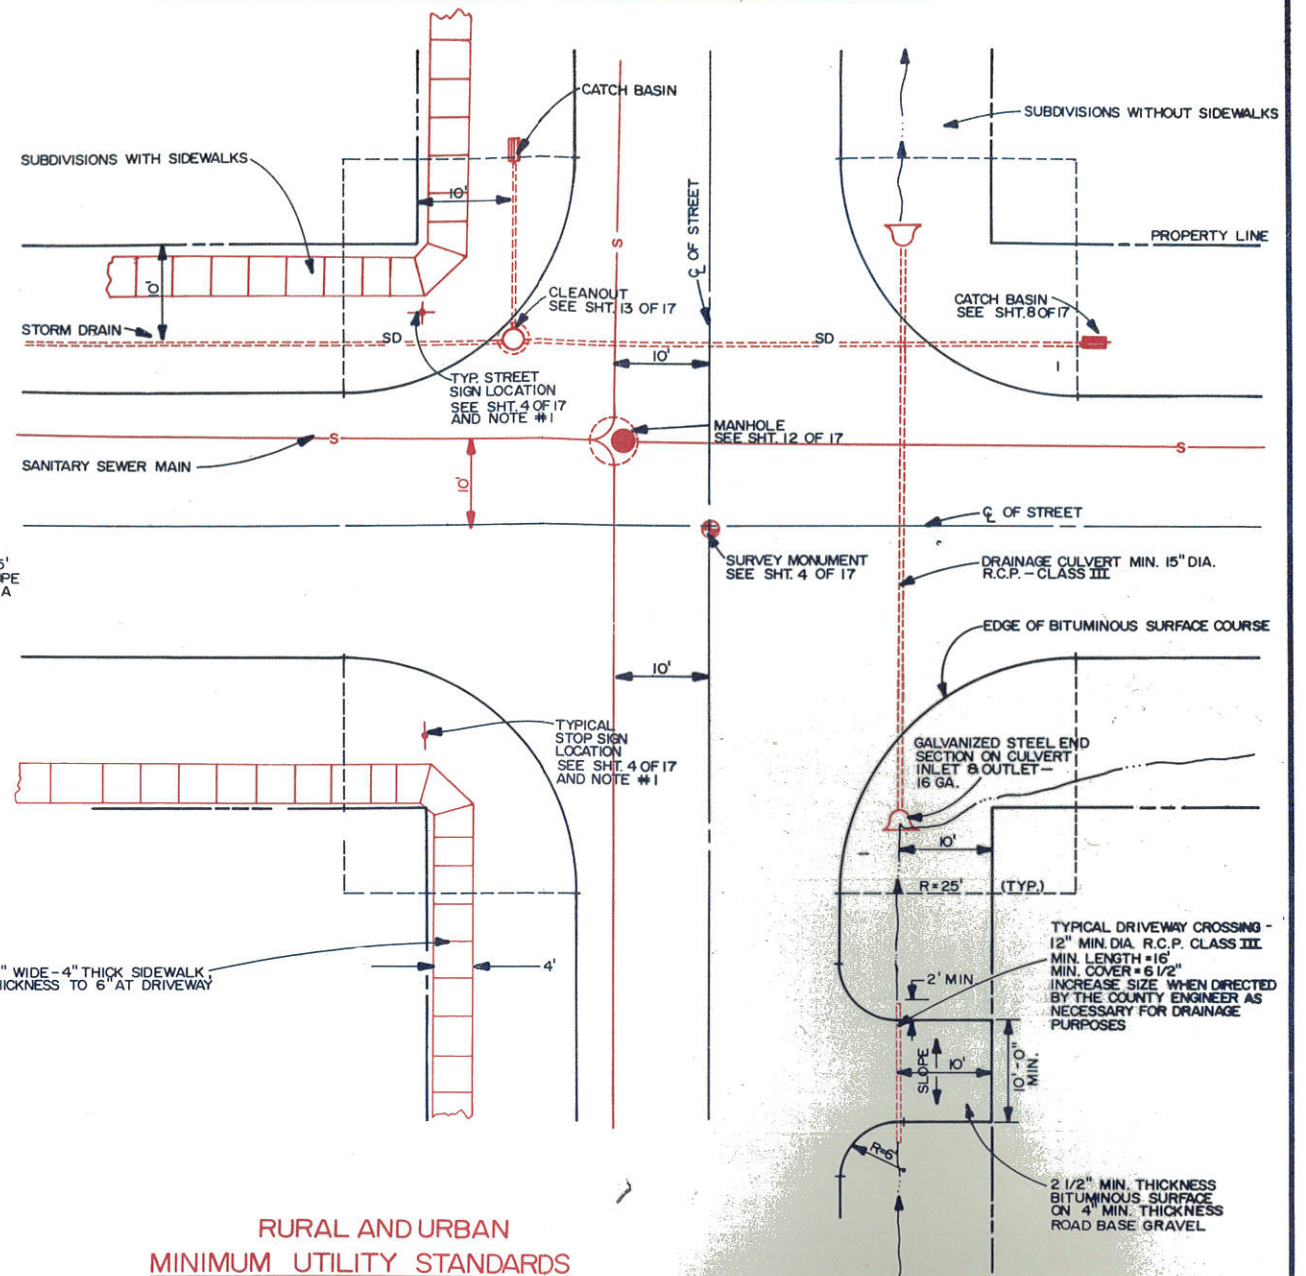 CATCH BASIN
SUBDIVISIONS WITHOUT SIDEWALKS
SUBDIVISIONS WITH SIDEWALKS
10'
S
℄ OF STREET
PROPERTY LINE
10'
CLEANOUT
SEE SHT. 13 OF 17
CATCH BASIN
SEE SHT. 8 OF 17
STORM DRAIN
SD
SD
10'
TYP. STREET
SIGN LOCATION
SEE SHT. 4 OF 17
AND NOTE #1
MANHOLE
SEE SHT. 12 OF 17
S
S
SANITARY SEWER MAIN
10'
℄ OF STREET
SURVEY MONUMENT
SEE SHT. 4 OF 17
DRAINAGE CULVERT MIN. 15" DIA.
R.C.P. - CLASS III
5'
OPE
A
EDGE OF BITUMINOUS SURFACE COURSE
10'
TYPICAL
STOP SIGN
LOCATION
SEE SHT. 4 OF 17
AND NOTE #1
GALVANIZED STEEL END
SECTION ON CULVERT
INLET & OUTLET -
16 GA.
10'
R=25' (TYP.)
TYPICAL DRIVEWAY CROSSING -
12" MIN. DIA. R.C.P. CLASS III
MIN. LENGTH = 16'
MIN. COVER = 6 1/2"
INCREASE SIZE WHEN DIRECTED
BY THE COUNTY ENGINEER AS
NECESSARY FOR DRAINAGE
PURPOSES
" WIDE - 4" THICK SIDEWALK,
ICKNESS TO 6" AT DRIVEWAY
4'
2' MIN
SLOPE
10'
10'-0"
MIN.
R=6'
2 1/2" MIN. THICKNESS
BITUMINOUS SURFACE
ON 4" MIN. THICKNESS
ROAD BASE GRAVEL
RURAL AND URBAN
MINIMUM UTILITY STANDARDS